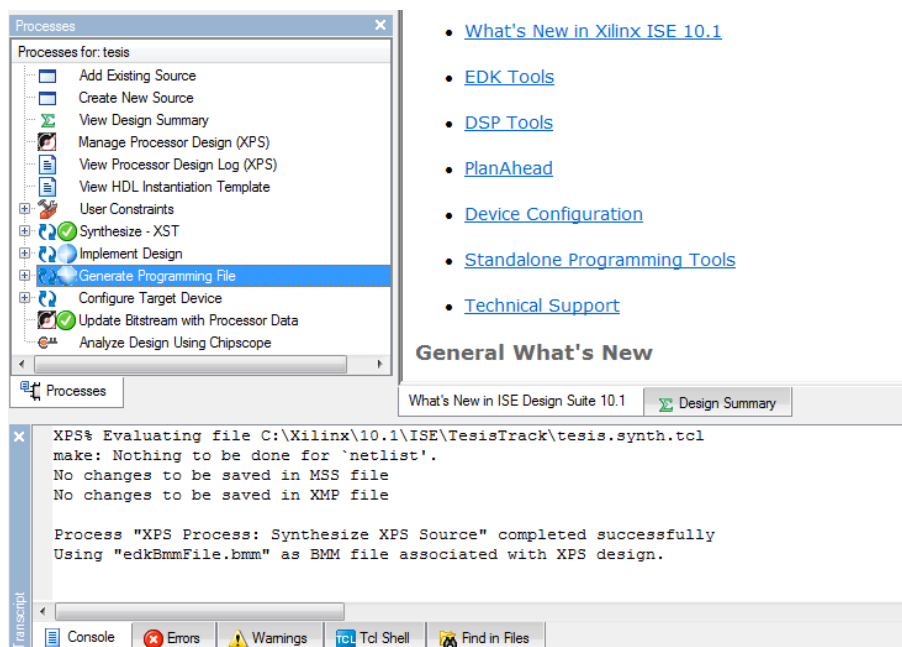 Processes
Processes for: tesis
Add Existing Source
Create New Source
View Design Summary
Manage Processor Design (XPS)
View Processor Design Log (XPS)
View HDL Instantiation Template
User Constraints
Synthesize - XST
Implement Design
Generate Programming File
Configure Target Device
Update Bitstream with Processor Data
Analyze Design Using Chipscope
Processes
What's New in Xilinx ISE 10.1
EDK Tools
DSP Tools
PlanAhead
Device Configuration
Standalone Programming Tools
Technical Support
General What's New
What's New in ISE Design Suite 10.1
Design Summary
XPS% Evaluating file C:\Xilinx\10.1\ISE\TesisTrack\tesis.synth.tcl
make: Nothing to be done for `netlist'.
No changes to be saved in MSS file
No changes to be saved in XMP file
Process "XPS Process: Synthesize XPS Source" completed successfully
Using "edkBmmFile.bmm" as BMM file associated with XPS design.
Transcript
Console
Errors
Warnings
TCL Tcl Shell
Find in Files